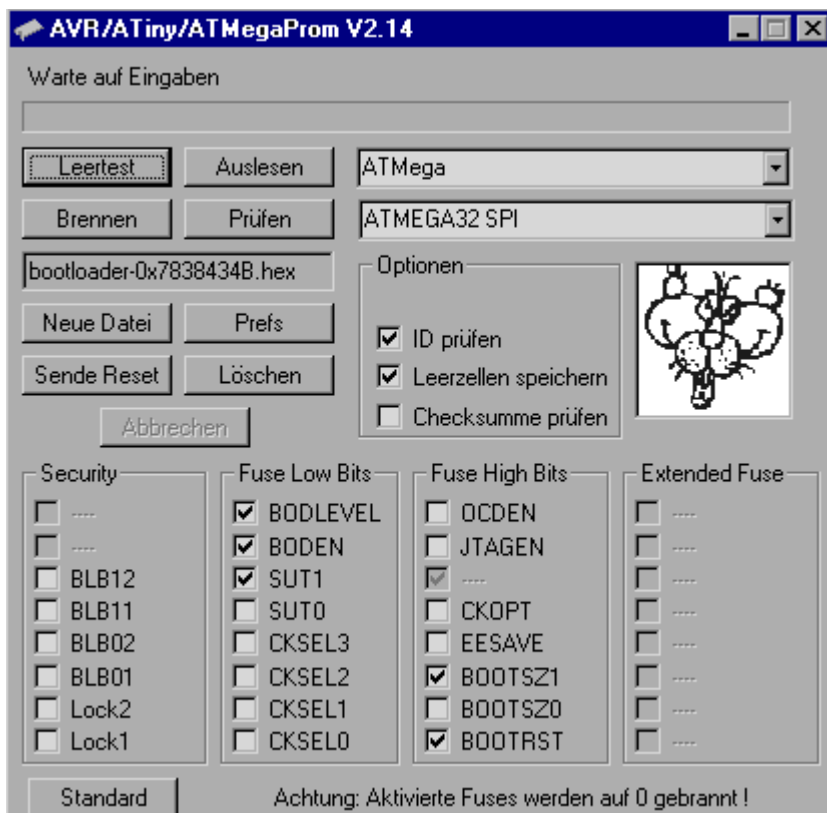 AVR/ATiny/ATMegaProm V2.14
Warte auf Eingaben
Leertest Auslesen ATMega
Brennen Prüfen ATMEGA32 SPI
bootloader-0x7838434B.hex
Neue Datei Prefs
Sende Reset Löschen
Abbrechen
Optionen
ID prüfen
Leerzellen speichern
Checksumme prüfen
Security
----
----
BLB12
BLB11
BLB02
BLB01
Lock2
Lock1
Fuse Low Bits
BODLEVEL
BODEN
SUT1
SUT0
CKSEL3
CKSEL2
CKSEL1
CKSEL0
Fuse High Bits
OCDEN
JTAGEN
----
CKOPT
EESAVE
BOOTSZ1
BOOTSZ0
BOOTRST
Extended Fuse
----
----
----
----
----
----
----
----
Standard Achtung: Aktivierte Fuses werden auf 0 gebrannt !